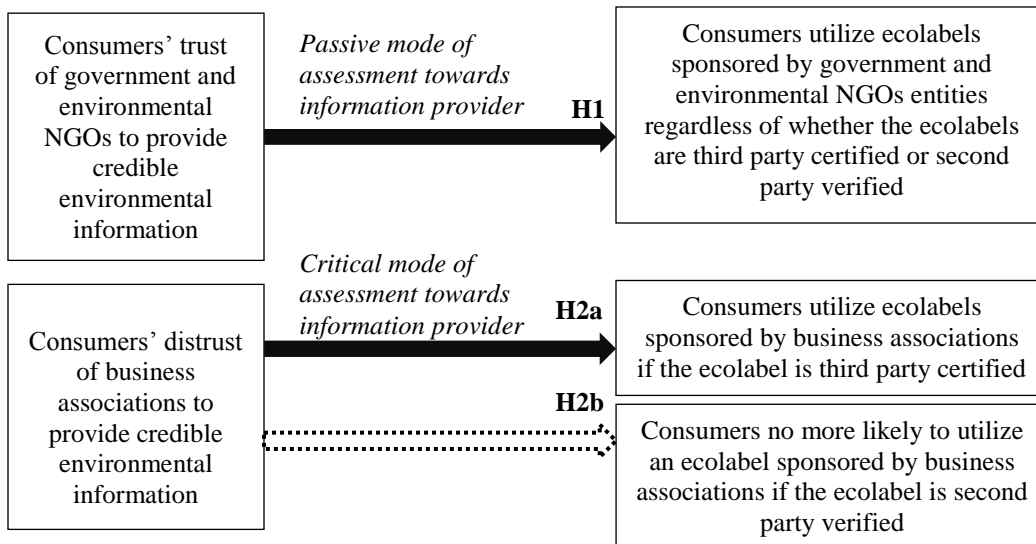 Consumers’ trust
of government and
environmental
NGOs to provide
credible
environmental
information
Passive mode of
assessment towards
information provider
H1
Consumers utilize ecolabels
sponsored by government and
environmental NGOs entities
regardless of whether the ecolabels
are third party certified or second
party verified
Consumers’ distrust
of business
associations to
provide credible
environmental
information
Critical mode of
assessment towards
information provider
H2a
Consumers utilize ecolabels
sponsored by business associations
if the ecolabel is third party certified
H2b
Consumers no more likely to utilize
an ecolabel sponsored by business
associations if the ecolabel is second
party verified